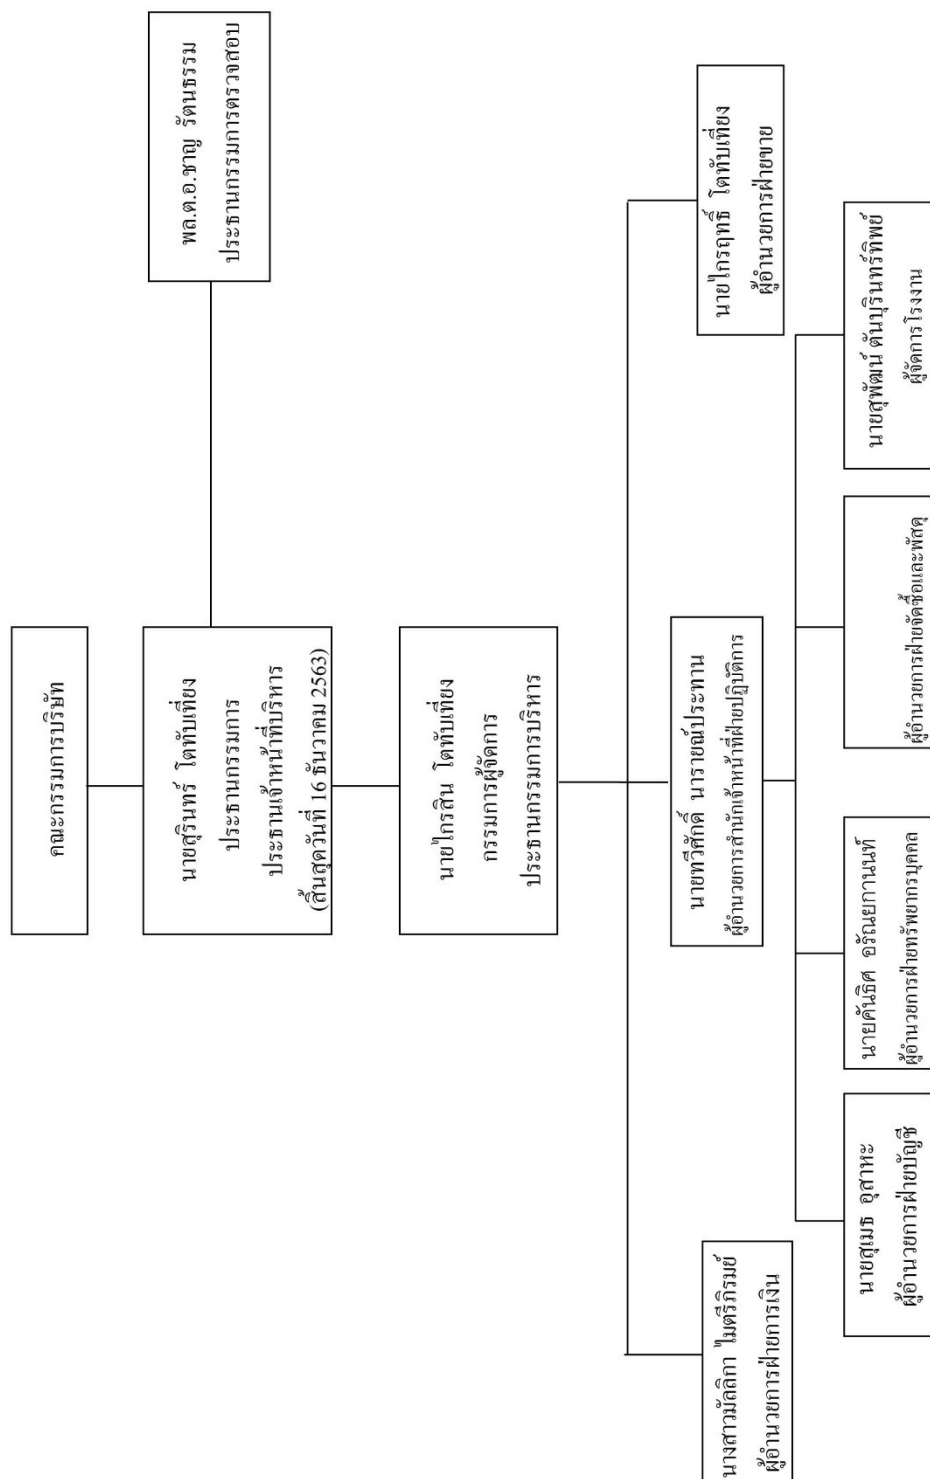 คณะกรรมการบริษัท
นายสุรินทร์ โตทับเที่ยง
ประธานกรรมการ
ประธานเจ้าหน้าที่บริหาร
(สิ้นสุดวันที่ 16 ธันวาคม 2563)
พล.ต.อ.ชาญ รัตนธรรม
ประธานกรรมการตรวจสอบ
นายไกรสิน โตทับเที่ยง
กรรมการผู้จัดการ
ประธานกรรมการบริหาร
นางสาวมัลลิกา ไมตรีภิรมย์
ผู้อำนวยการฝ่ายการเงิน
นายทวีศักดิ์ นารายณ์ประทาน
ผู้อำนวยการสำนักเจ้าหน้าที่ฝ่ายปฏิบัติการ
นายไกรฤทธิ์ โตทับเที่ยง
ผู้อำนวยการฝ่ายขาย
นายสุเมธ อุสาหะ
ผู้อำนวยการฝ่ายบัญชี
นายคันธิศ อรัณยกานนท์
ผู้อำนวยการฝ่ายทรัพยากรบุคคล
ผู้อำนวยการฝ่ายจัดซื้อและพัสดุ
นายสุพัฒน์ ตันบุรินทร์ทิพย์
ผู้จัดการโรงงาน